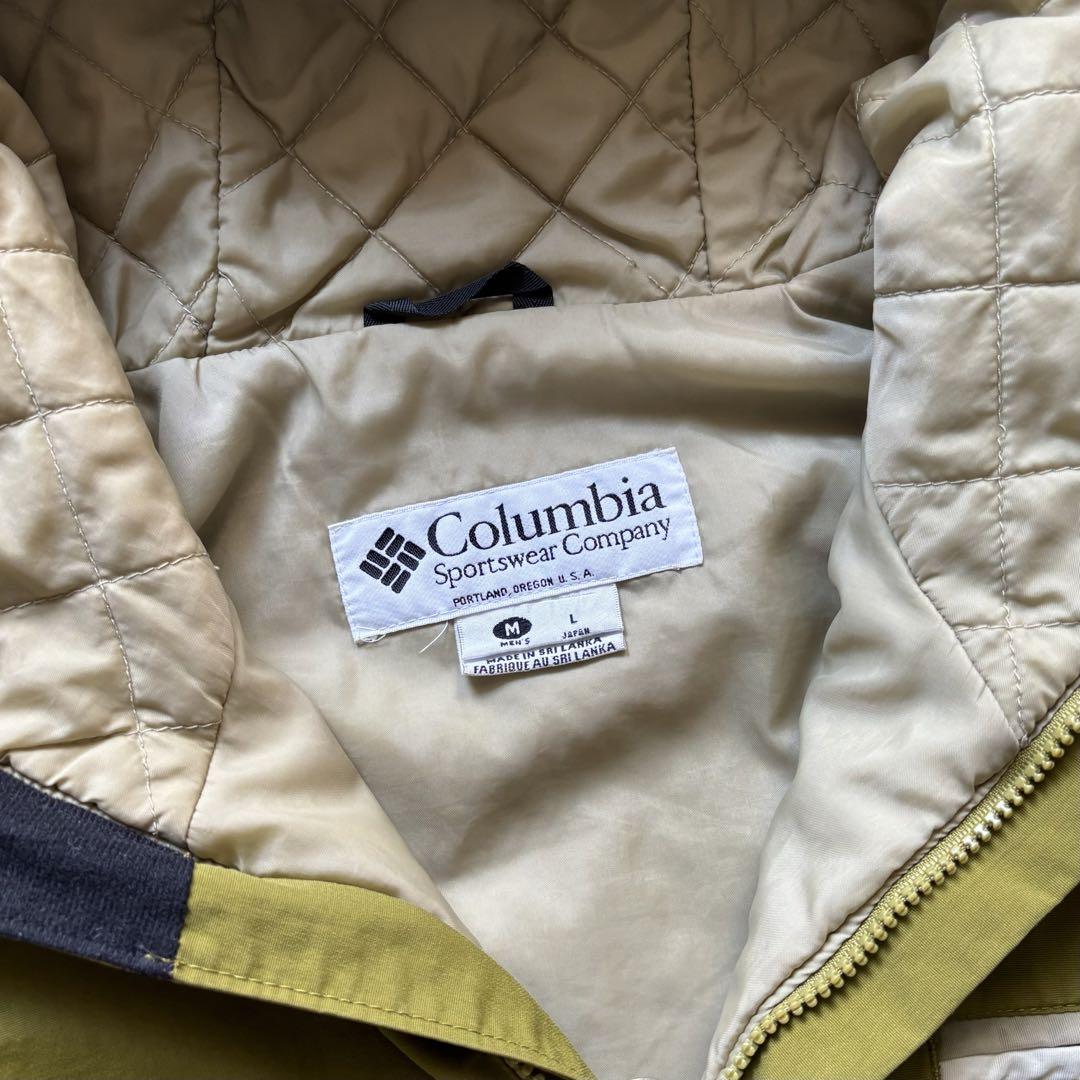 Columbia
Sportswear Company
PORTLAND, OREGON U.S.A.
M L
MEN'S JAPAN
MADE IN SRI LANKA
FABRIQUE AU SRI LANKA